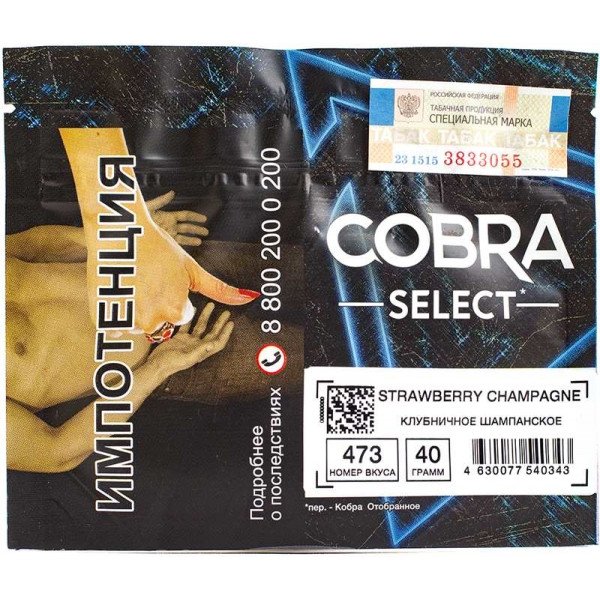 ИМПОТЕНЦИЯ
Подробнее
о последствиях
8 800 200 0 200
РОССИЙСКАЯ ФЕДЕРАЦИЯ
ТАБАЧНАЯ ПРОДУКЦИЯ
СПЕЦИАЛЬНАЯ МАРКА
ТАБАК ТАБАК ТАБАК
23 1515 3833055
COBRA
SELECT*
STRAWBERRY CHAMPAGNE
КЛУБНИЧНОЕ ШАМПАНСКОЕ
473 40
НОМЕР ВКУСА ГРАММ
4 630077 540343
*пер. - Кобра Отобранное